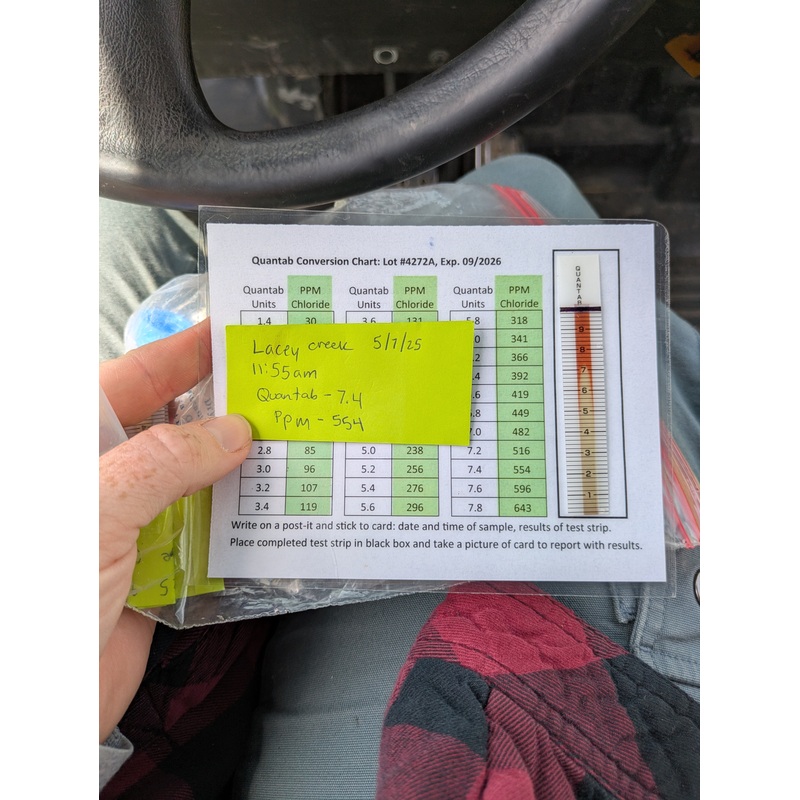 Quantab Conversion Chart: Lot #4272A, Exp. 09/2026
Quantab Units PPM Chloride Quantab Units PPM Chloride Quantab Units PPM Chloride
1.4 30 3.6 131 5.8 318
341
366
392
419
449
482
Lacey creek 5/7/25
11:55am
Quantab - 7.4
Ppm - 554
2.8 85 5.0 238 7.2 516
3.0 96 5.2 256 7.4 554
3.2 107 5.4 276 7.6 596
3.4 119 5.6 296 7.8 643
Write on a post-it and stick to card: date and time of sample, results of test strip.
Place completed test strip in black box and take a picture of card to report with results.
QUANTAB
9
8
7
6
5
4
3
2
1